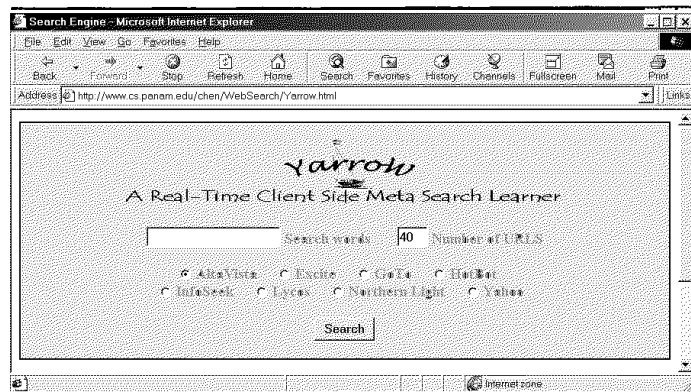 Search Engine - Microsoft Internet Explorer
File Edit View Go Favorites Help
Back Forward Stop Refresh Home Search Favorites History Channels Fullscreen Mail Print
Address http://www.cs.panam.edu/chen/WebSearch/Yarrow.html Links
Yarrow
A Real-Time Client Side Meta Search Learner
Search words 40 Number of URLS
AltaVista Excite GoTo HotBot
InfoSeek Lycos Northern Light Yahoo
Search
Internet zone